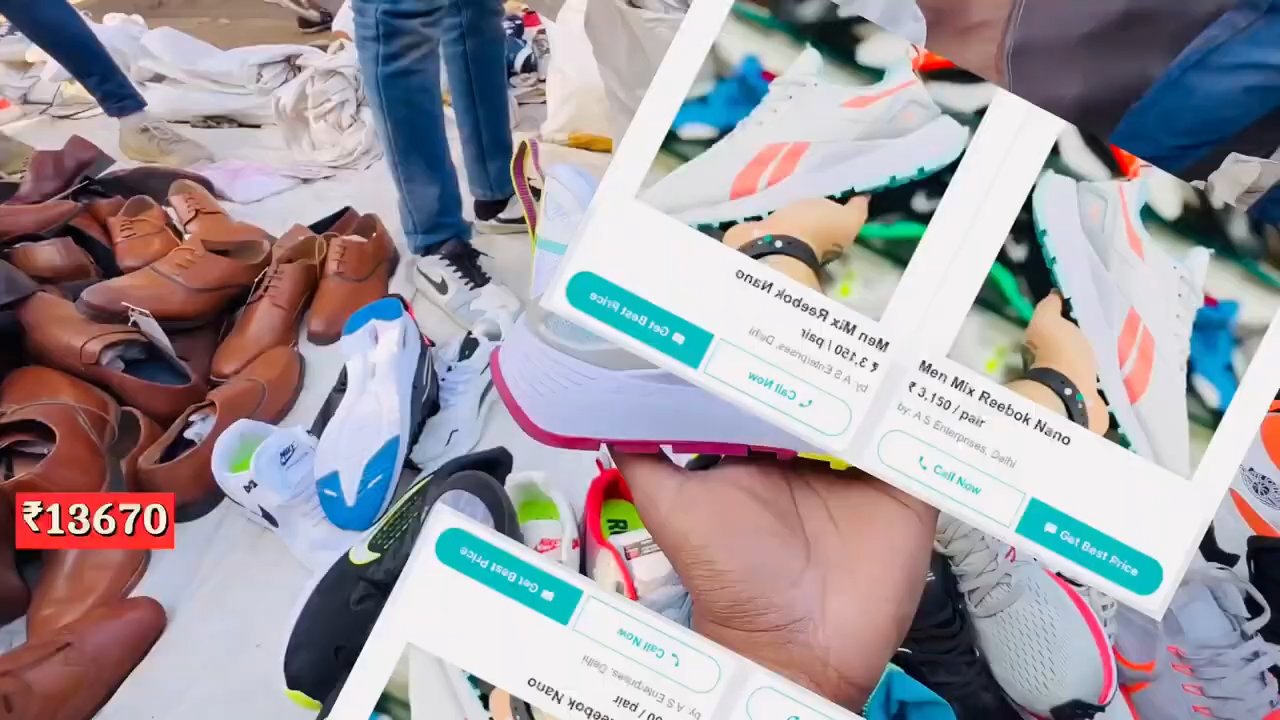 Men Mix Reebok Nano
₹ 3,150 / pair
by: A S Enterprises, Delhi
Get Best Price
Call Now
Men Mix Reebok Nano
₹ 3,150 / pair
by: A S Enterprises, Delhi
Call Now
Get Best Price
₹13670
NIKE
Get Best Price
Call Now
by: A S Enterprises, Delhi
Reebok Nano